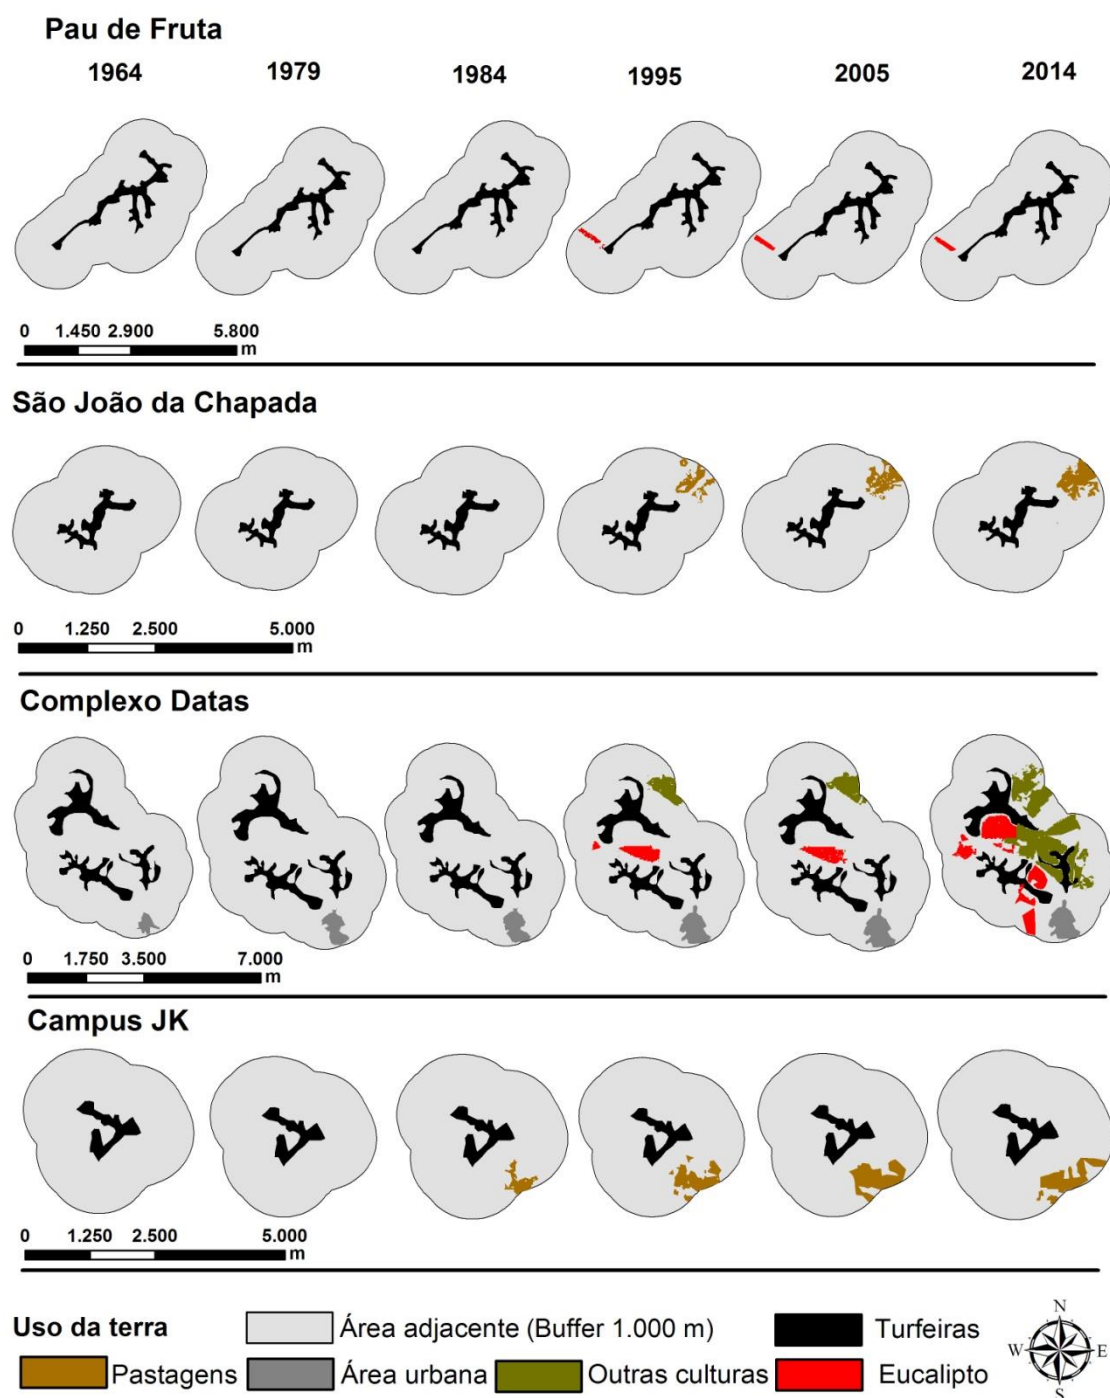 Pau de Fruta
1964 1979 1984 1995 2005 2014
0 1.450 2.900 5.800
m
São João da Chapada
0 1.250 2.500 5.000
m
Complexo Datas
0 1.750 3.500 7.000
m
Campus JK
0 1.250 2.500 5.000
m
Uso da terra Área adjacente (Buffer 1.000 m) Turfeiras
Pastagens Área urbana Outras culturas Eucalipto
N
W E
S